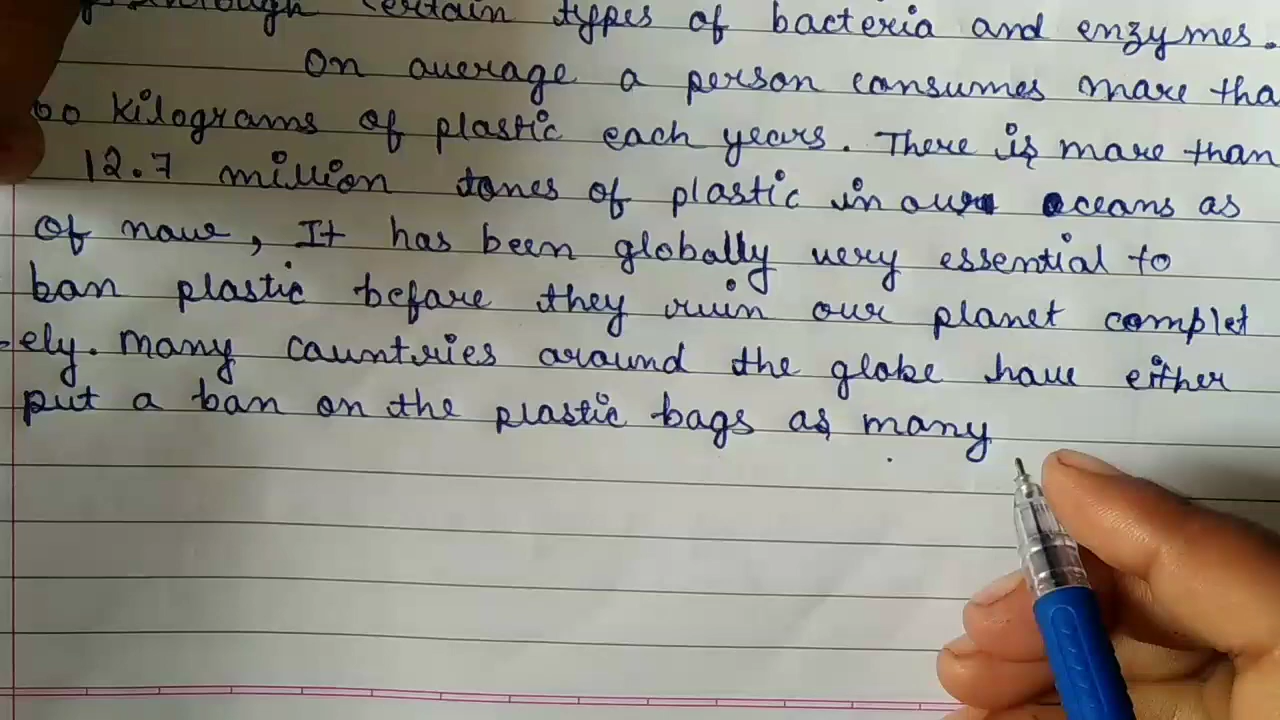 through certain types of bacteria and enzymes.
On average a person consumes more tha
00 kilograms of plastic each years. There is more than
12.7 million tones of plastic in our oceans as
of now, It has been globally very essential to
ban plastic before they ruin our planet complet
-ely. Many countries around the globe have either
put a ban on the plastic bags as many